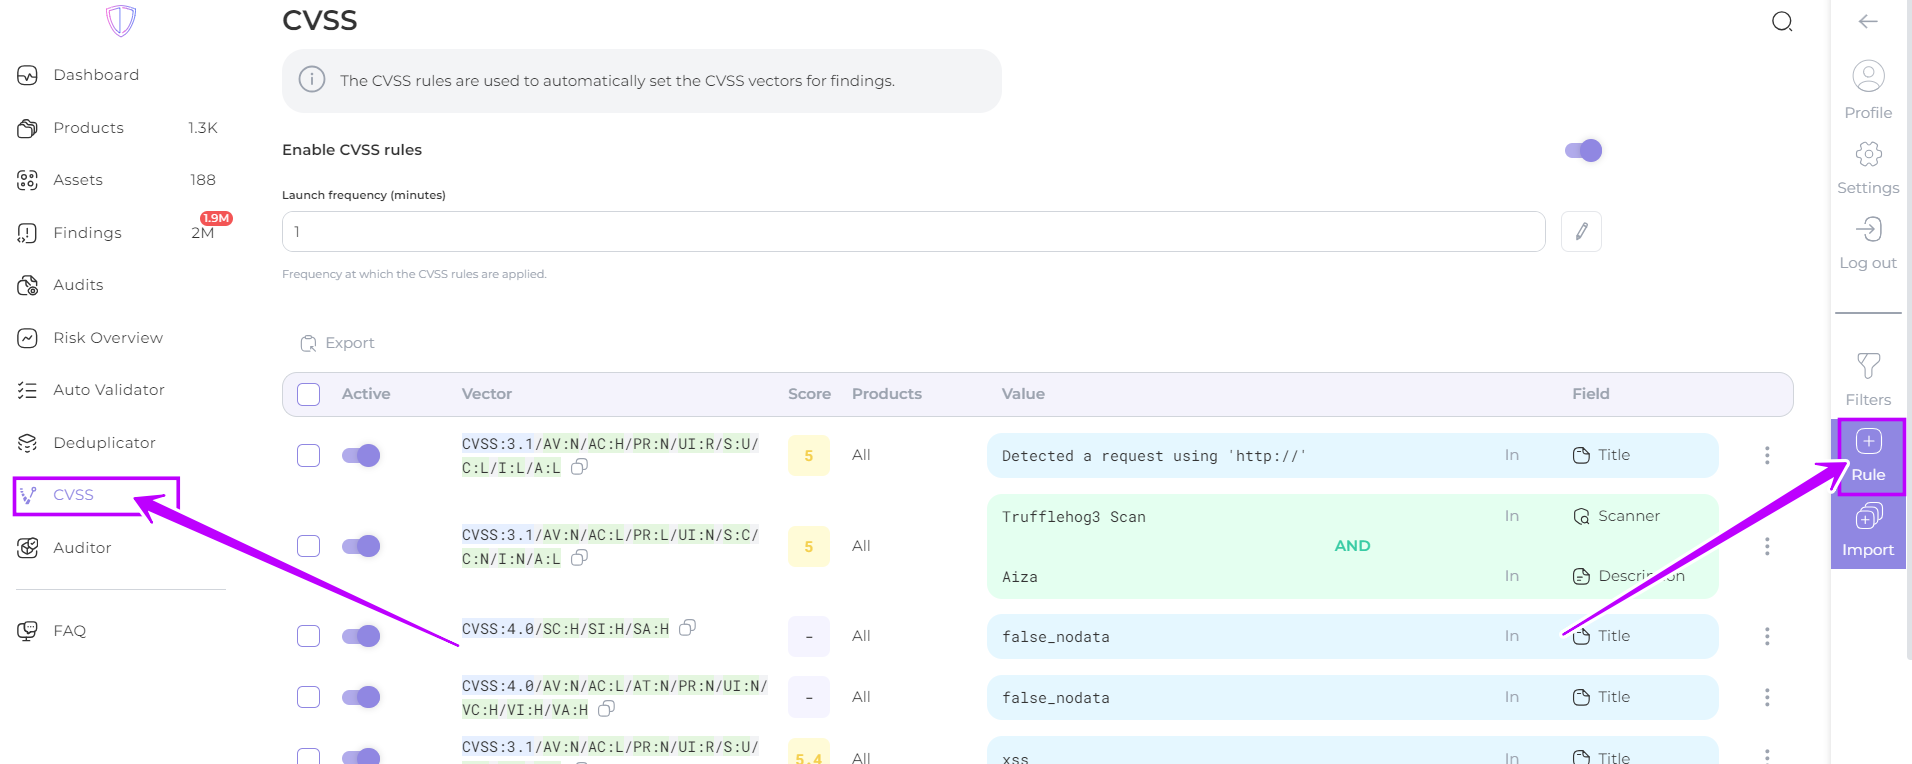 CVSS
The CVSS rules are used to automatically set the CVSS vectors for findings.
Dashboard
Products 1.3K
Assets 188
Findings 2M 1.9M
Audits
Risk Overview
Auto Validator
Deduplicator
CVSS
Auditor
FAQ
Enable CVSS rules
Launch frequency (minutes)
1
Frequency at which the CVSS rules are applied.
Export
Active Vector Score Products Value Field
CVSS:3.1/AV:N/AC:H/PR:N/UI:R/S:U/
C:L/I:L/A:L
5 All Detected a request using 'http://' In Title
CVSS:3.1/AV:N/AC:L/PR:L/UI:N/S:C/
C:N/I:N/A:L
5 All
Trufflehog3 Scan In Scanner
AND
Aiza In Description
CVSS:4.0/SC:H/SI:H/SA:H - All false_nodata In Title
CVSS:4.0/AV:N/AC:L/AT:N/PR:N/UI:N/
VC:H/VI:H/VA:H
- All false_nodata In Title
CVSS:3.1/AV:N/AC:L/PR:N/UI:R/S:U/
5.4 All xss In Title
Profile
Settings
Log out
Filters
Rule
Import